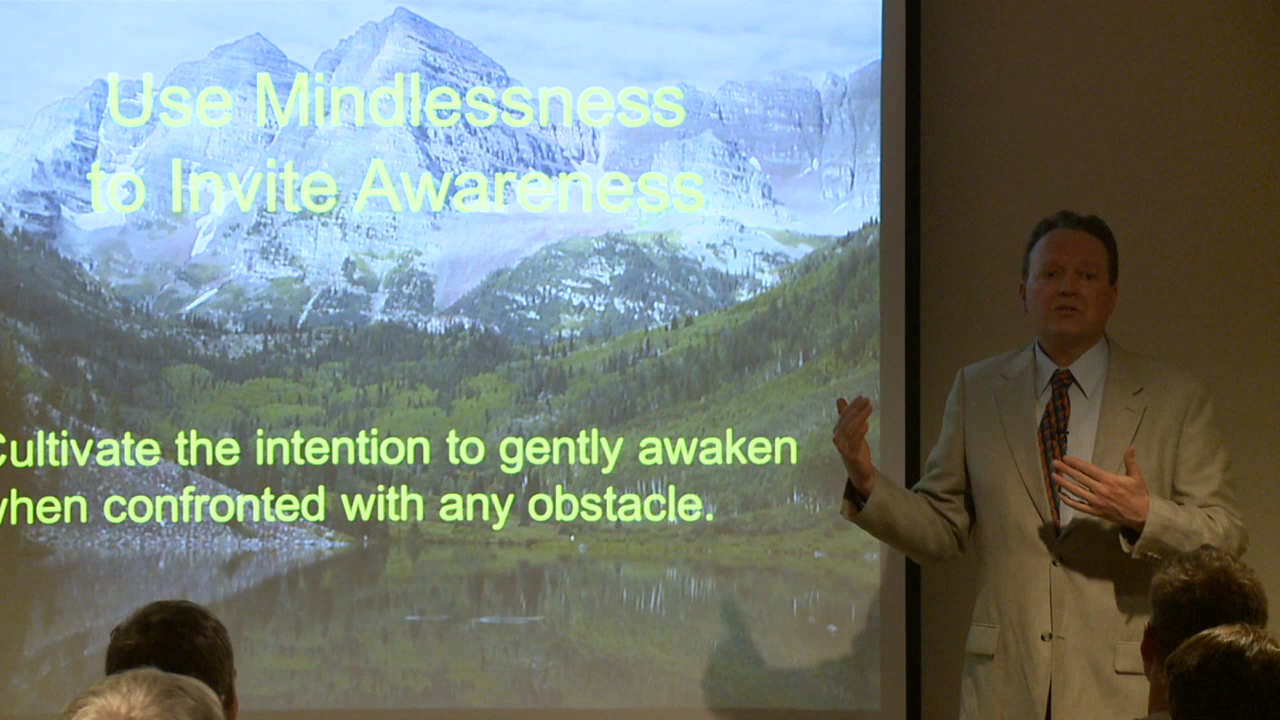 Use Mindlessness
to Invite Awareness
Cultivate the intention to gently awaken
when confronted with any obstacle.